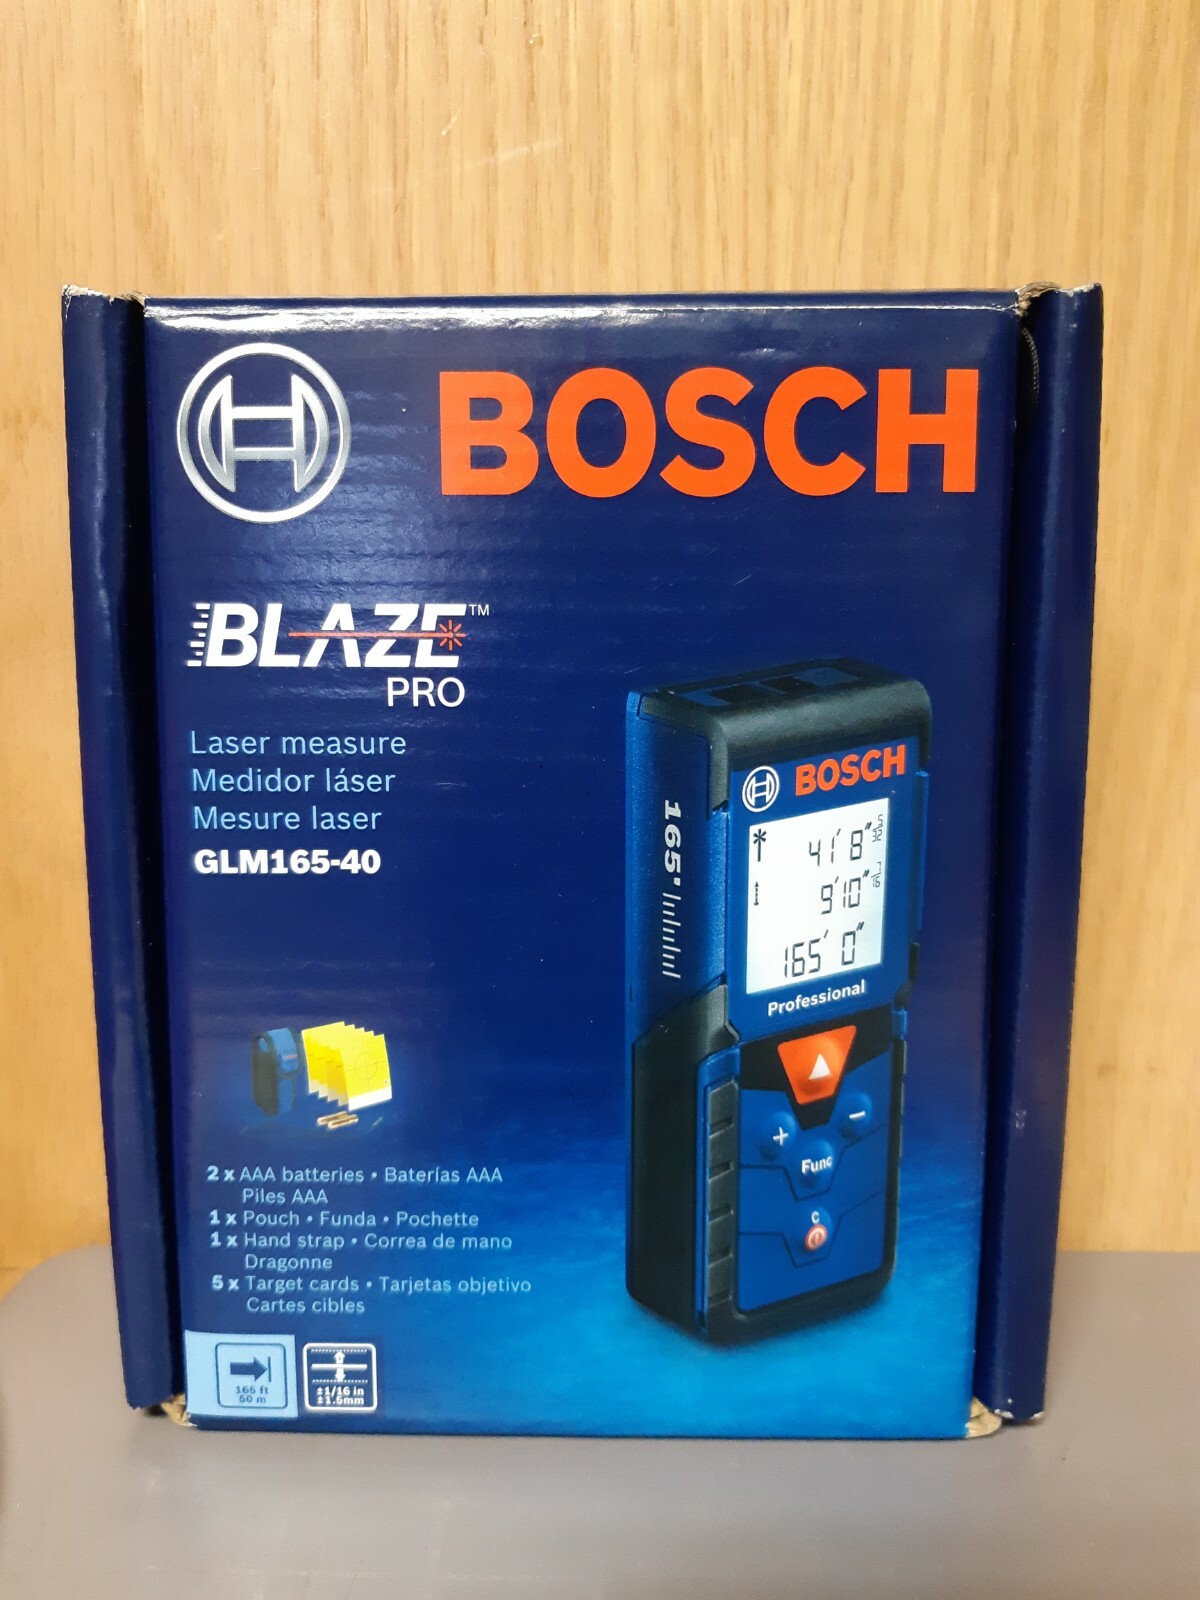 BOSCH
BLAZE™
PRO
Laser measure
Medidor láser
Mesure laser
GLM165-40
BOSCH
165'
41' 8"
9'10"
165' 0"
Professional
+
−
Func
C
2 x AAA batteries • Baterías AAA
Piles AAA
1 x Pouch • Funda • Pochette
1 x Hand strap • Correa de mano
Dragonne
5 x Target cards • Tarjetas objetivo
Cartes cibles
165 ft
50 m
±1/16 in
±1.5mm